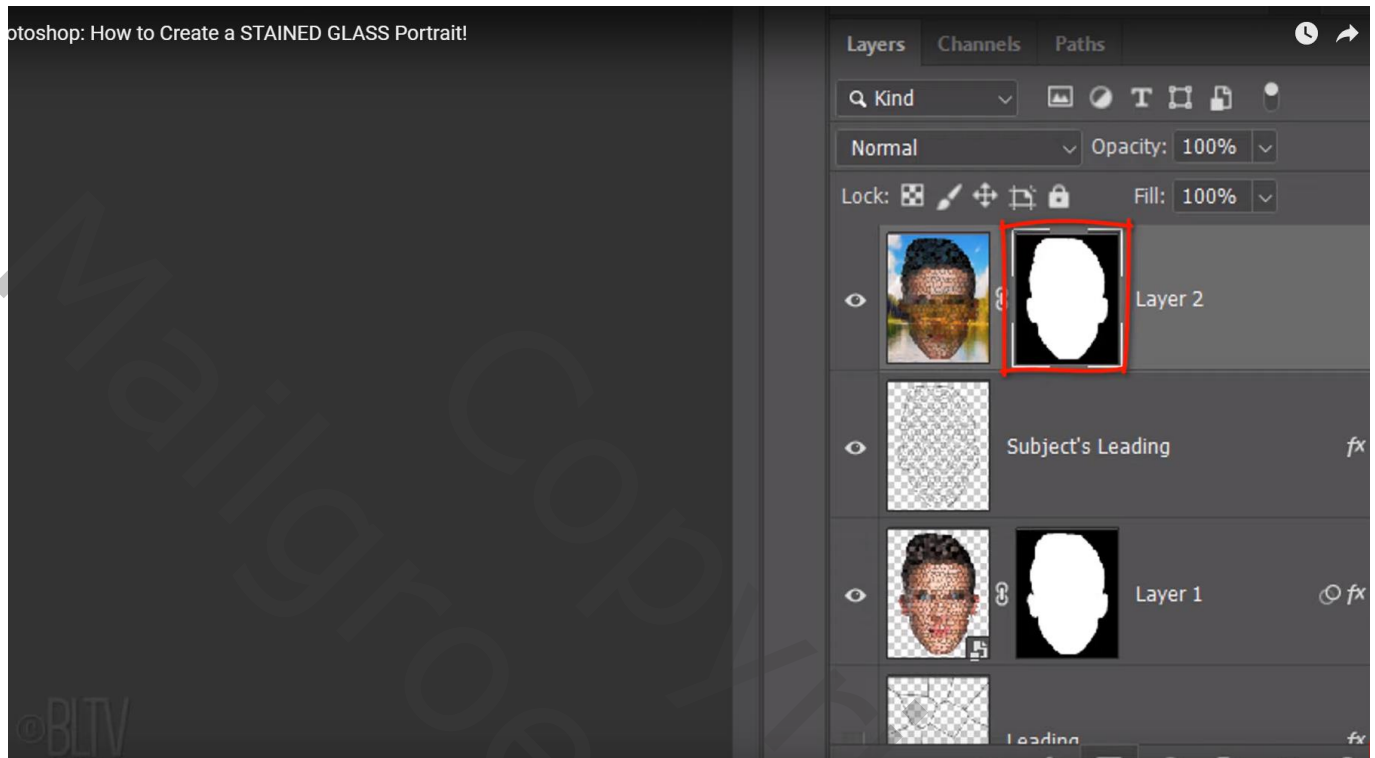 otoshop: How to Create a STAINED GLASS Portrait!
Layers Channels Paths
Kind
Normal Opacity: 100%
Lock: Fill: 100%
Layer 2
Subject's Leading fx
Layer 1 fx
Leading fx
©BLTV